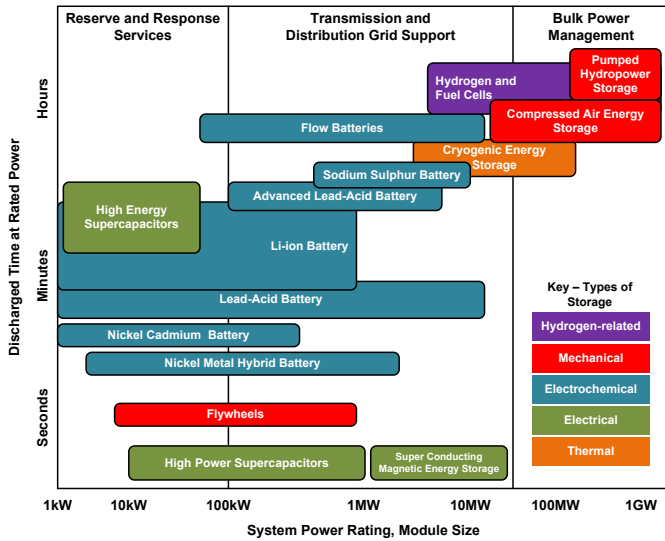 Reserve and Response
Services
Transmission and
Distribution Grid Support
Bulk Power
Management
Discharged Time at Rated Power
Hours
Minutes
Seconds
Pumped
Hydropower
Storage
Hydrogen and
Fuel Cells
Compressed Air Energy
Storage
Flow Batteries
Cryogenic Energy
Storage
Sodium Sulphur Battery
Advanced Lead-Acid Battery
High Energy
Supercapacitors
Li-ion Battery
Lead-Acid Battery
Nickel Cadmium Battery
Nickel Metal Hybrid Battery
Flywheels
High Power Supercapacitors
Super Conducting
Magnetic Energy Storage
Key – Types of
Storage
Hydrogen-related
Mechanical
Electrochemical
Electrical
Thermal
1kW
10kW
100kW
1MW
10MW
100MW
1GW
System Power Rating, Module Size